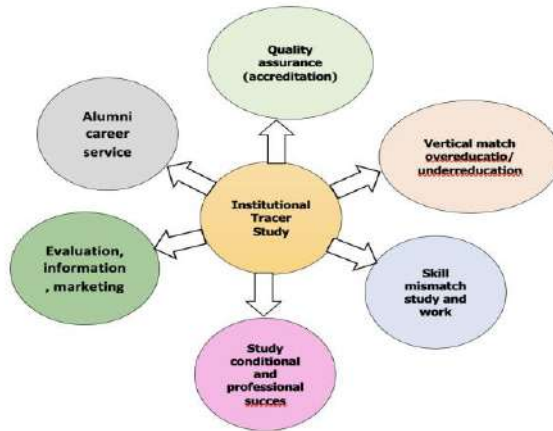 Quality
assurance
(accreditation)
Alumni
career
service
Vertical match
overeducatio/
underreducation
Institutional
Tracer
Study
Evaluation,
information
, marketing
Skill
mismatch
study and
work
Study
conditional
and
professional
succes